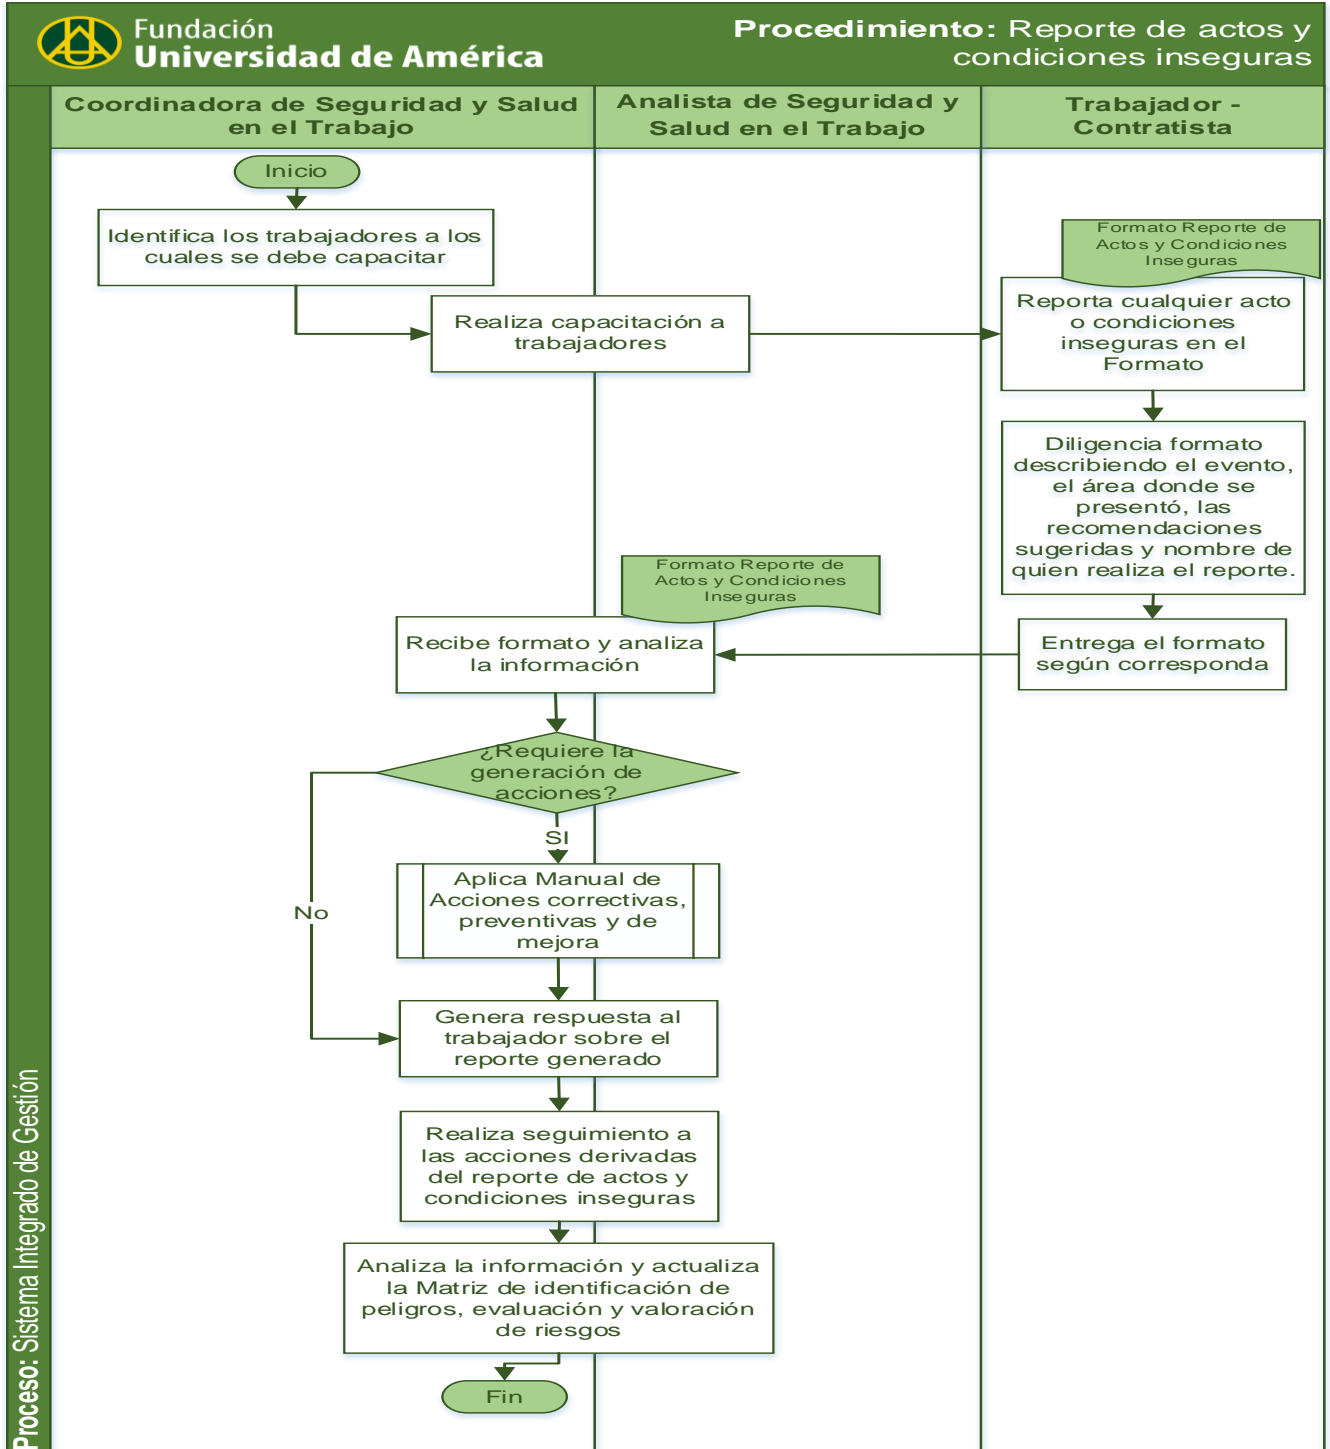 Fundación
Universidad de América
Procedimiento: Reporte de actos y
condiciones inseguras
Coordinadora de Seguridad y Salud
en el Trabajo
Analista de Seguridad y
Salud en el Trabajo
Trabajador -
Contratista
Inicio
Identifica los trabajadores a los
cuales se debe capacitar
Realiza capacitación a
trabajadores
Formato Reporte de
Actos y Condiciones
Inseguras
Reporta cualquier acto
o condiciones
inseguras en el
Formato
Diligencia formato
describiendo el evento,
el área donde se
presentó, las
recomendaciones
sugeridas y nombre de
quien realiza el reporte.
Entrega el formato
según corresponda
Formato Reporte de
Actos y Condiciones
Inseguras
Recibe formato y analiza
la información
¿Requiere la
generación de
acciones?
SI
No
Aplica Manual de
Acciones correctivas,
preventivas y de
mejora
Genera respuesta al
trabajador sobre el
reporte generado
Realiza seguimiento a
las acciones derivadas
del reporte de actos y
condiciones inseguras
Analiza la información y actualiza
la Matriz de identificación de
peligros, evaluación y valoración
de riesgos
Fin
Proceso: Sistema Integrado de Gestión